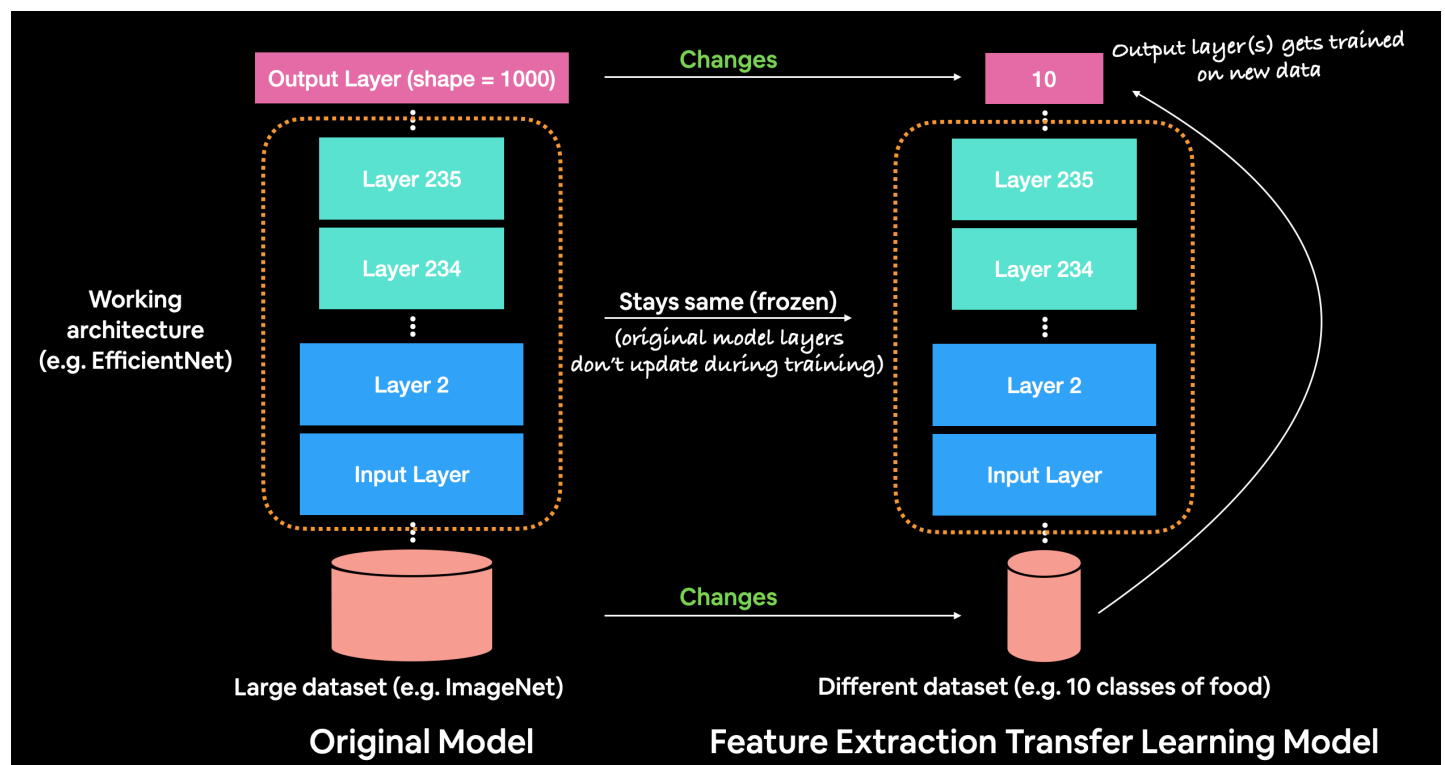 Output Layer (shape = 1000)
Changes
10
Output layer(s) gets trained
on new data
Layer 235
Layer 234
Layer 2
Input Layer
Working
architecture
(e.g. EfficientNet)
Stays same (frozen)
(original model layers
don't update during training)
Layer 235
Layer 234
Layer 2
Input Layer
Changes
Large dataset (e.g. ImageNet)
Different dataset (e.g. 10 classes of food)
Original Model
Feature Extraction Transfer Learning Model